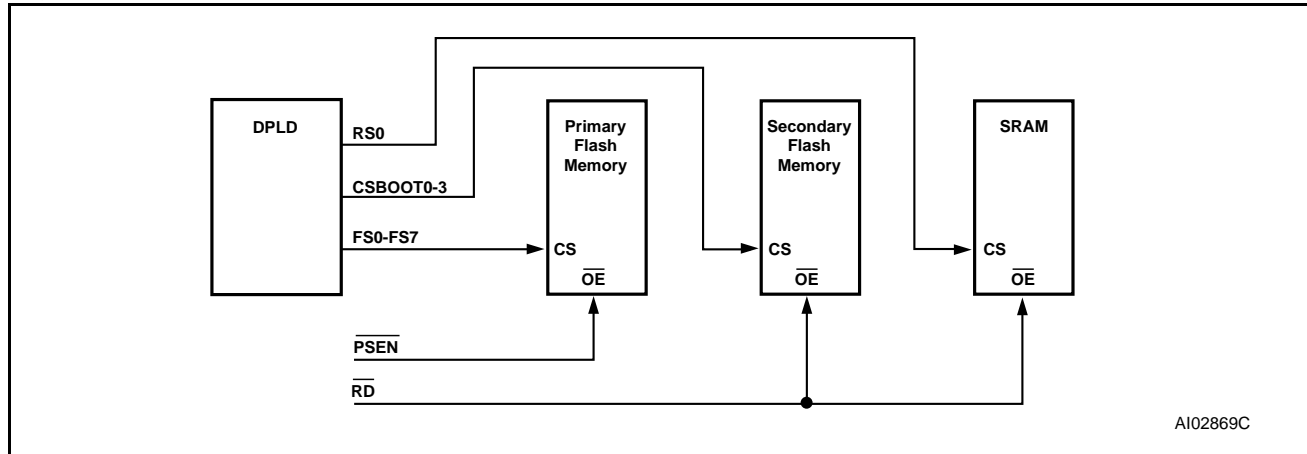 DPLD
RS0
CSBOOT0-3
FS0-FS7
Primary
Flash
Memory
CS
OE
Secondary
Flash
Memory
CS
OE
SRAM
CS
OE
PSEN
RD
AI02869C